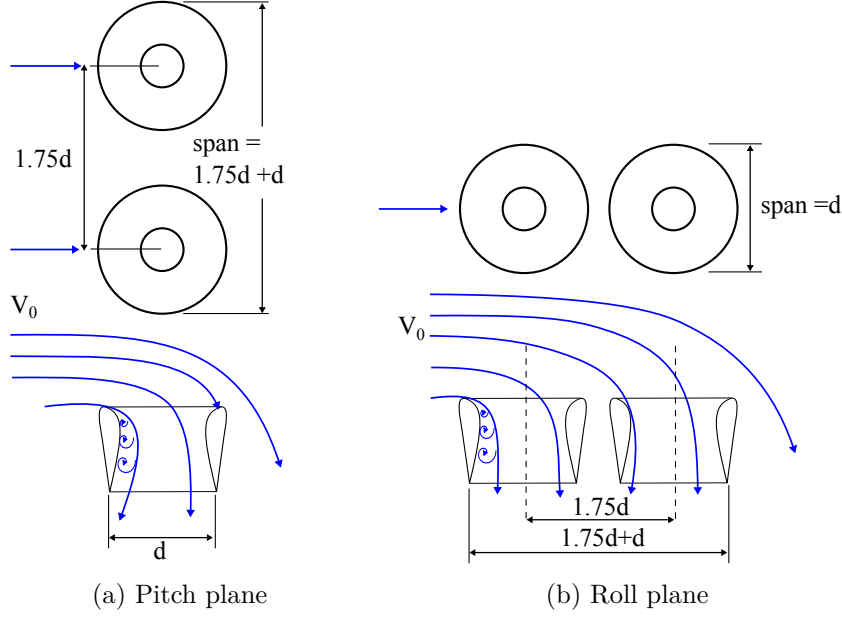 1.75d
span =
1.75d +d
V0
d
(a) Pitch plane
span =d
V0
1.75d
1.75d+d
(b) Roll plane